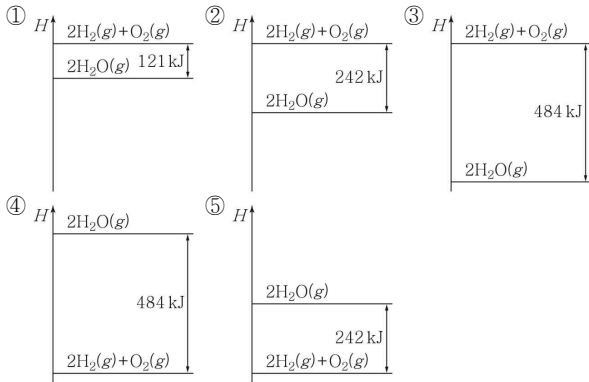 ① H 2H₂(g)+O₂(g)
121 kJ
2H₂O(g)
② H 2H₂(g)+O₂(g)
242 kJ
2H₂O(g)
③ H 2H₂(g)+O₂(g)
484 kJ
2H₂O(g)
④ H 2H₂O(g)
484 kJ
2H₂(g)+O₂(g)
⑤ H
2H₂O(g)
242 kJ
2H₂(g)+O₂(g)